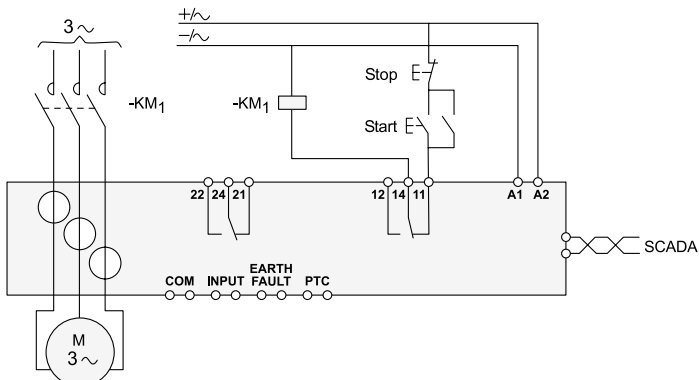 3 ~
+/~
−/~
-KM1
-KM1
Stop
Start
22 24 21
12 14 11
A1 A2
SCADA
COM INPUT EARTH FAULT PTC
M
3 ~